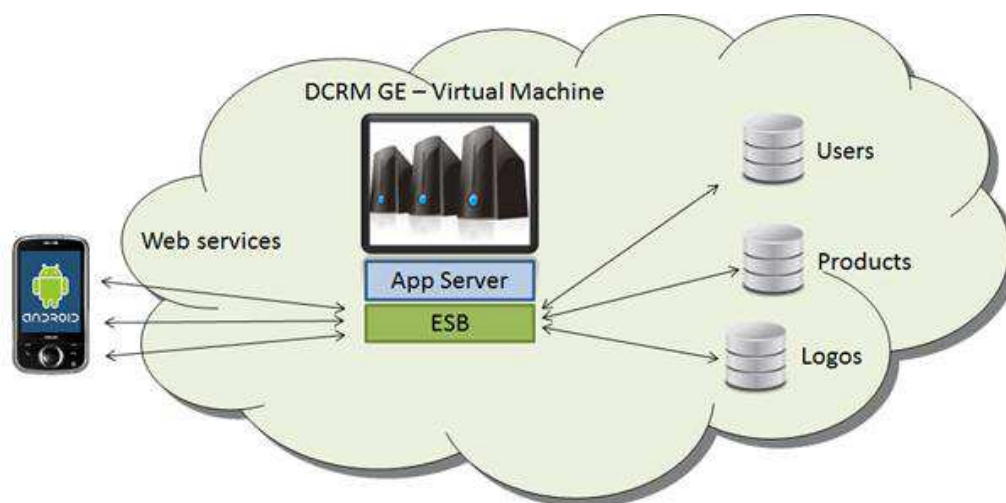 DCRM GE – Virtual Machine
Users
Web services
Products
App Server
ANDROID
ESB
Logos